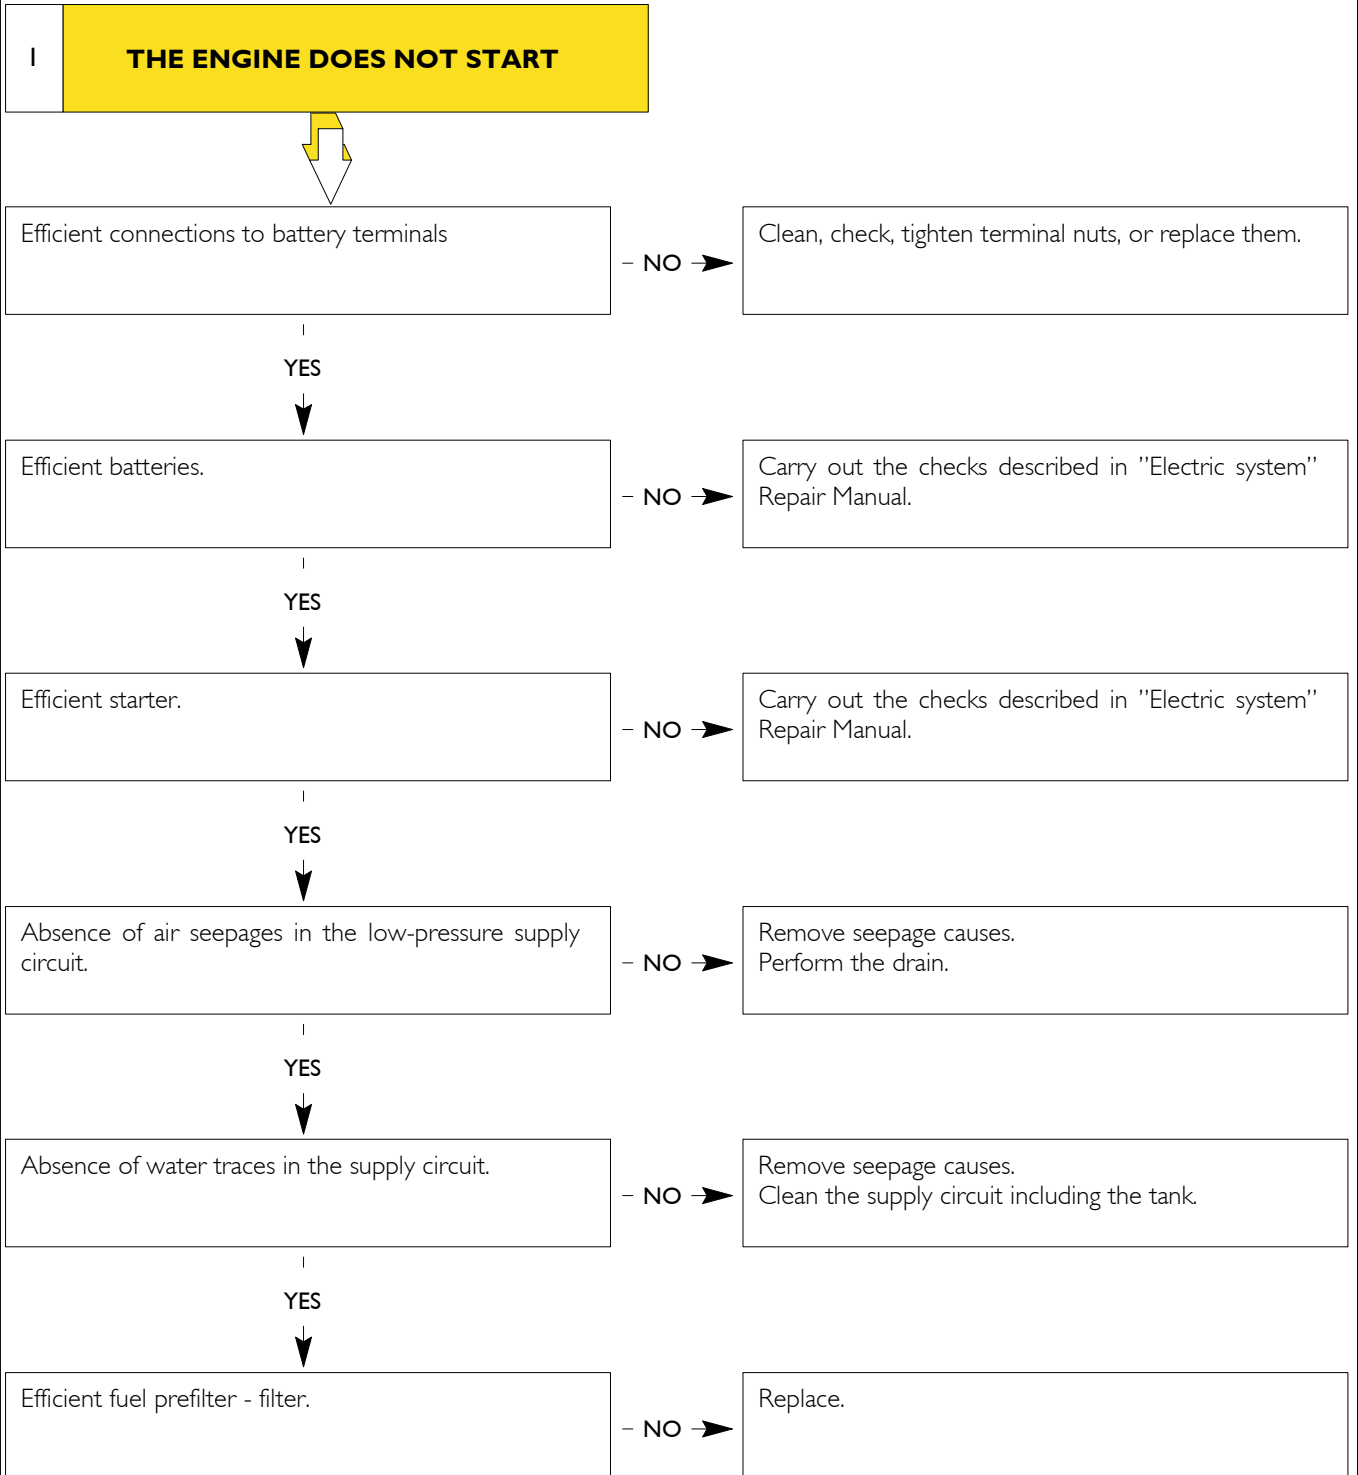 1
THE ENGINE DOES NOT START
Efficient connections to battery terminals
– NO
Clean, check, tighten terminal nuts, or replace them.
YES
Efficient batteries.
– NO
Carry out the checks described in ”Electric system”
Repair Manual.
YES
Efficient starter.
– NO
Carry out the checks described in ”Electric system”
Repair Manual.
YES
Absence of air seepages in the low-pressure supply
circuit.
– NO
Remove seepage causes.
Perform the drain.
YES
Absence of water traces in the supply circuit.
– NO
Remove seepage causes.
Clean the supply circuit including the tank.
YES
Efficient fuel prefilter - filter.
– NO
Replace.